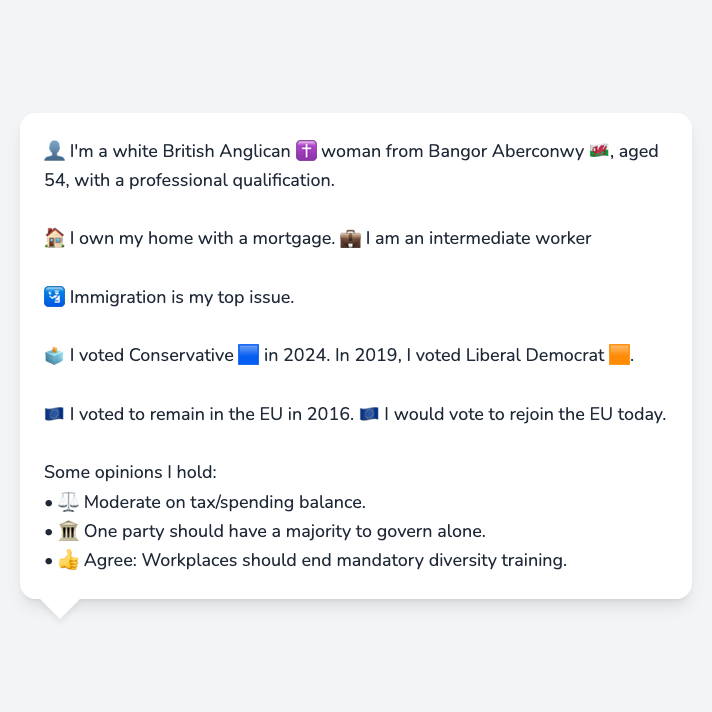 👤 I'm a white British Anglican ✝️ woman from Bangor Aberconwy 🏴󠁧󠁢󠁷󠁬󠁳󠁿, aged
54, with a professional qualification.
🏠 I own my home with a mortgage. 💼 I am an intermediate worker
🛂 Immigration is my top issue.
🗳️ I voted Conservative 🟦 in 2024. In 2019, I voted Liberal Democrat 🟧.
🇪🇺 I voted to remain in the EU in 2016. 🇪🇺 I would vote to rejoin the EU today.
Some opinions I hold:
• ⚖️ Moderate on tax/spending balance.
• 🏛️ One party should have a majority to govern alone.
• 👍 Agree: Workplaces should end mandatory diversity training.